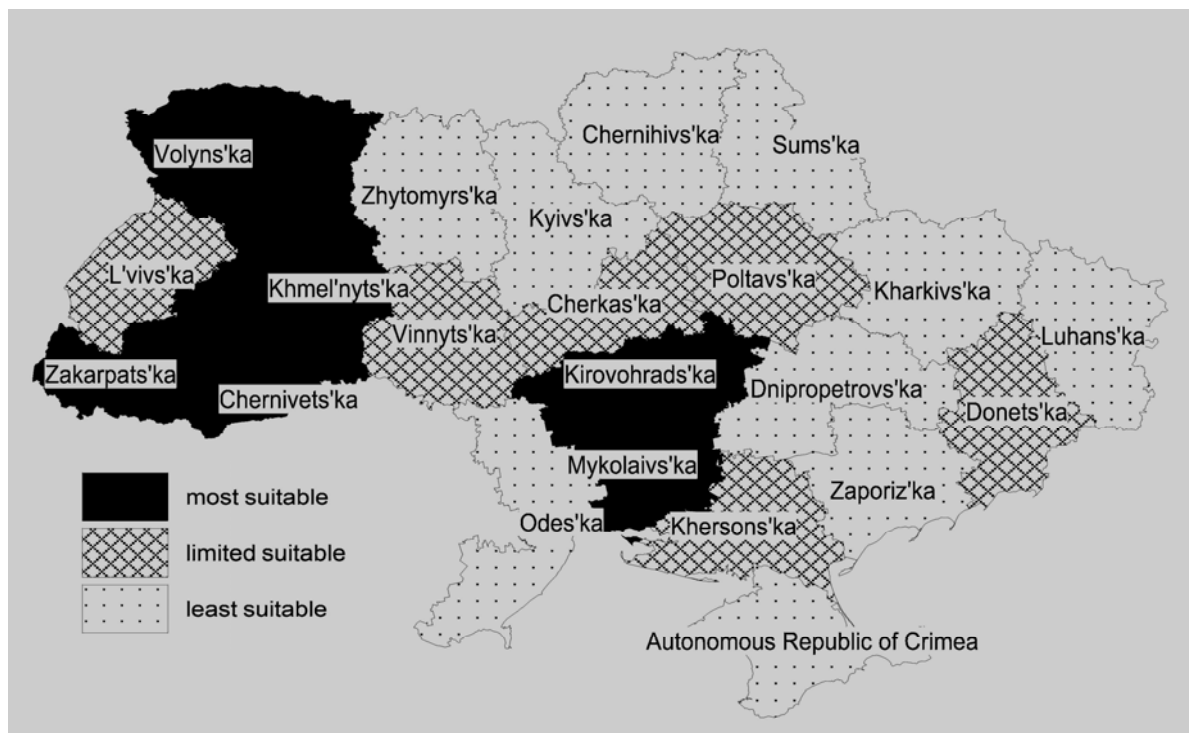 Chernihivs'ka
Sums'ka
Volyns'ka
Zhytomyrs'ka
Kyivs'ka
L'vivs'ka
Khmel'nyts'ka
Poltavs'ka
Kharkivs'ka
Cherkas'ka
Vinnyts'ka
Luhans'ka
Zakarpats'ka
Kirovohrads'ka
Chernivets'ka
Dnipropetrovs'ka
Donets'ka
Mykolaivs'ka
Zaporiz'ka
Odes'ka
Khersons'ka
most suitable
limited suitable
least suitable
Autonomous Republic of Crimea